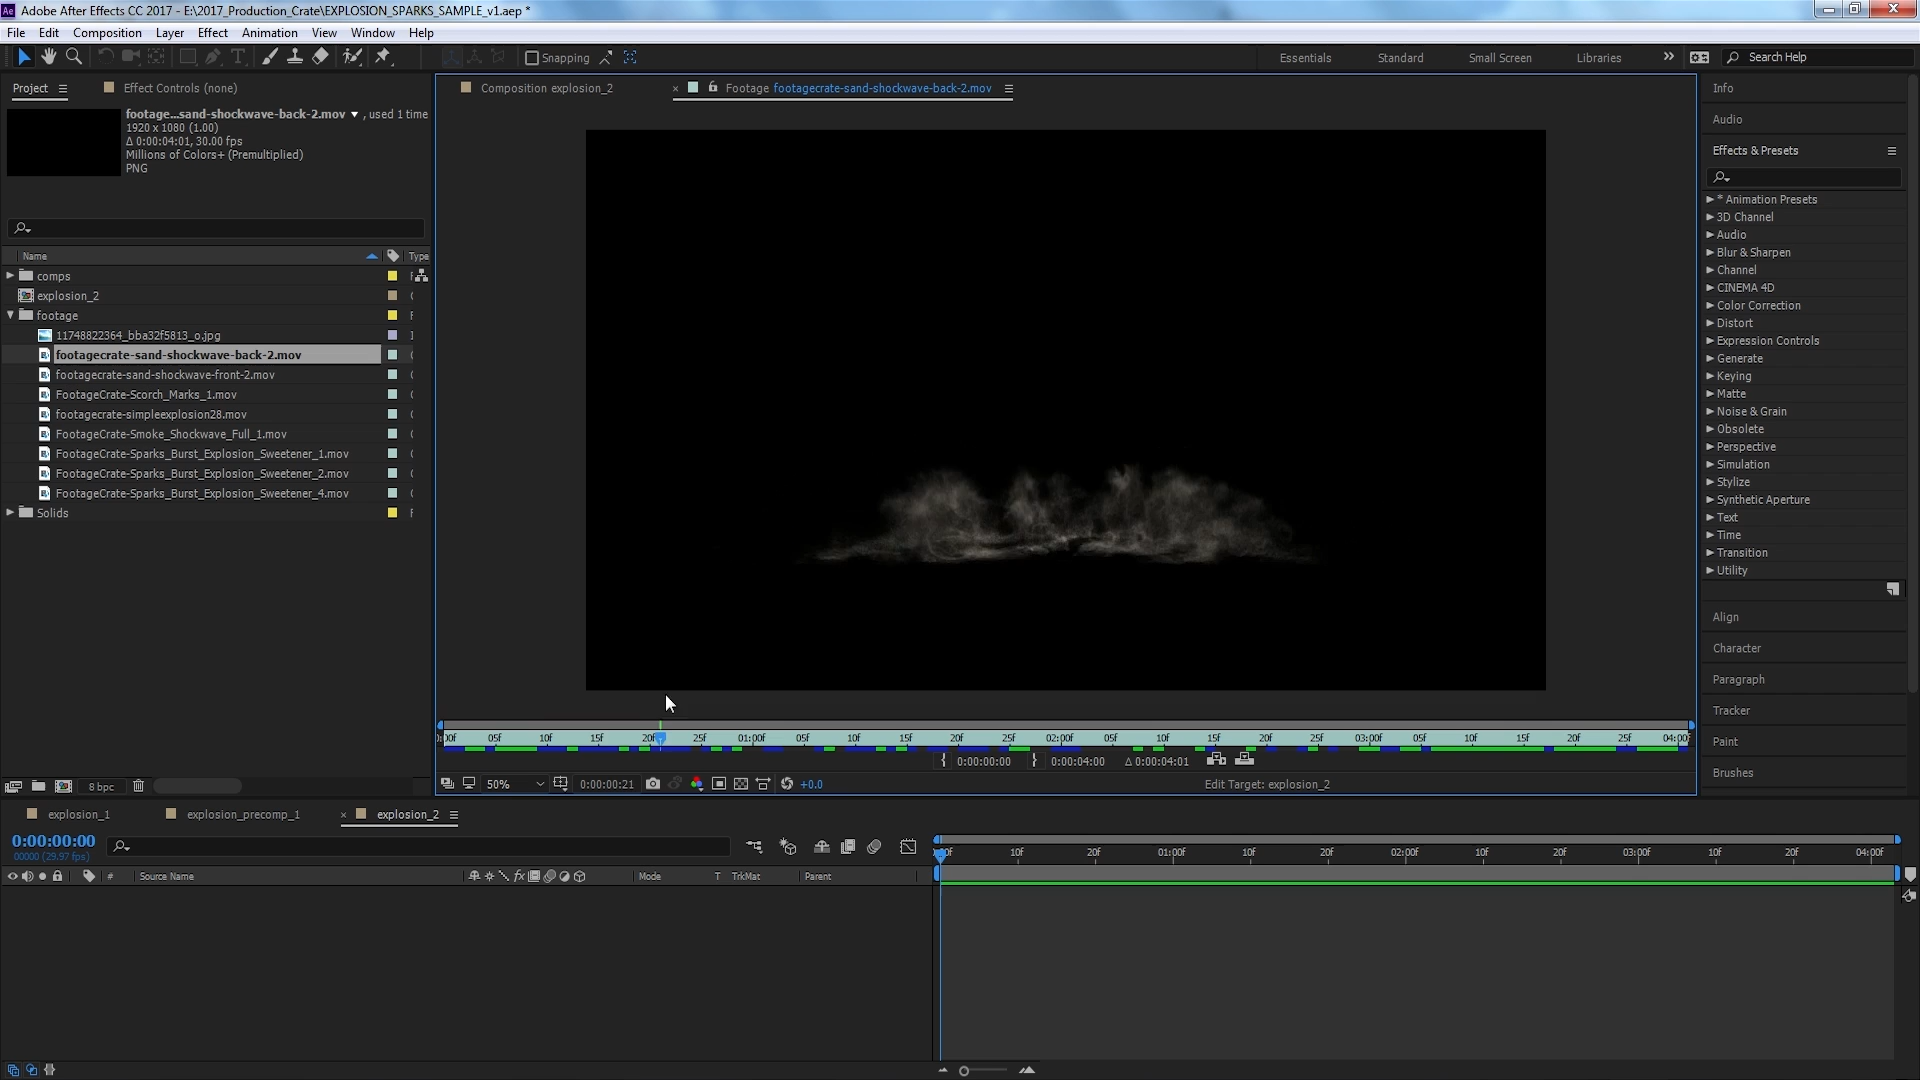 Adobe After Effects CC 2017 - E:\2017_Production_Crate\EXPLOSION_SPARKS_SAMPLE_v1.aep *
File Edit Composition Layer Effect Animation View Window Help
Snapping Essentials Standard Small Screen Libraries Search Help
Project Effect Controls (none) Composition explosion_2 Footage footagecrate-sand-shockwave-back-2.mov
footage...sand-shockwave-back-2.mov , used 1 time
1920 x 1080 (1.00)
Δ 0:00:04:01, 30.00 fps
Millions of Colors+ (Premultiplied)
PNG
Name Type
comps
explosion_2
footage
11748822364_bba32f5813_o.jpg
footagecrate-sand-shockwave-back-2.mov
footagecrate-sand-shockwave-front-2.mov
FootageCrate-Scorch_Marks_1.mov
footagecrate-simpleexplosion28.mov
FootageCrate-Smoke_Shockwave_Full_1.mov
FootageCrate-Sparks_Burst_Explosion_Sweetener_1.mov
FootageCrate-Sparks_Burst_Explosion_Sweetener_2.mov
FootageCrate-Sparks_Burst_Explosion_Sweetener_4.mov
Solids
8 bpc
Info
Audio
Effects & Presets
* Animation Presets
3D Channel
Audio
Blur & Sharpen
Channel
CINEMA 4D
Color Correction
Distort
Expression Controls
Generate
Keying
Matte
Noise & Grain
Obsolete
Perspective
Simulation
Stylize
Synthetic Aperture
Text
Time
Transition
Utility
Align
Character
Paragraph
Tracker
Paint
Brushes
05f 10f 15f 20f 25f 01:00f 05f 10f 15f 20f 25f 02:00f 05f 10f 15f 20f 25f 03:00f 05f 10f 15f 20f 25f 04:00f
0:00:00:00 0:00:04:00 Δ 0:00:04:01
50% 0:00:00:21 +0.0 Edit Target: explosion_2
explosion_1 explosion_precomp_1 explosion_2
0:00:00:00
00000 (29.97 fps)
10f 20f 01:00f 10f 20f 02:00f 10f 20f 03:00f 10f 20f 04:00f
# Source Name fx Mode T TrkMat Parent